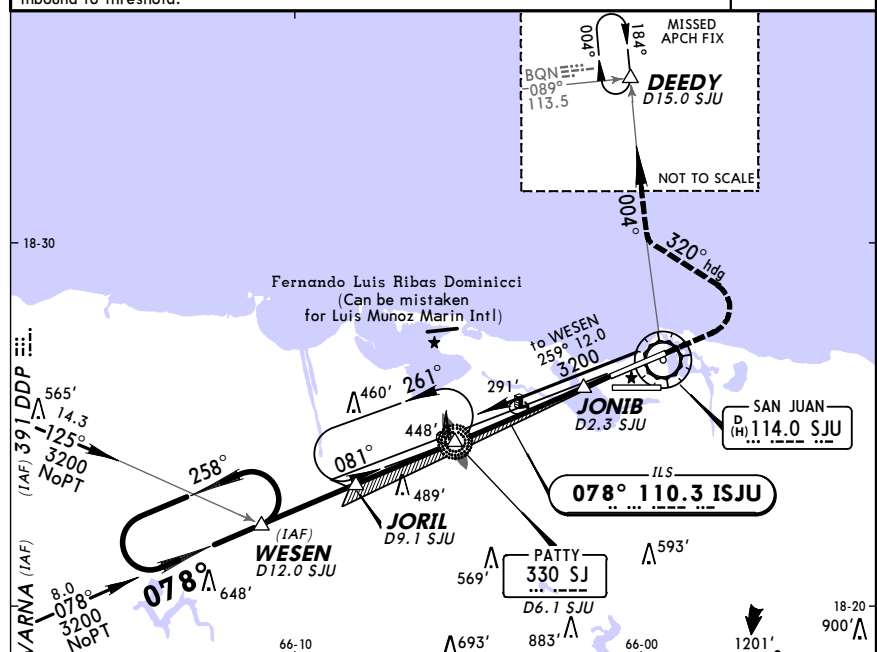 inbound to threshold.
MISSED
APCH FIX
004°
184°
BQN
089°
113.5
DEEDY
D15.0 SJU
NOT TO SCALE
004°
320° hdg
18-30
Fernando Luis Ribas Dominicci
(Can be mistaken
for Luis Munoz Marin Intl)
to WESEN
259° 12.0
3200
291'
261°
460'
565'
(IAF) 391 DDP
14.3
125°
3200
NoPT
JONIB
D2.3 SJU
SAN JUAN
D
(H) 114.0 SJU
448'
081°
258°
ILS
078° 110.3 ISJU
489'
JORIL
D9.1 SJU
(IAF)
WESEN
D12.0 SJU
PATTY
330 SJ
D6.1 SJU
569'
593'
VARNA (IAF)
8.0
078°
3200
NoPT
078°
648'
18-20
900'
66-10
693'
883'
66-00
1201'